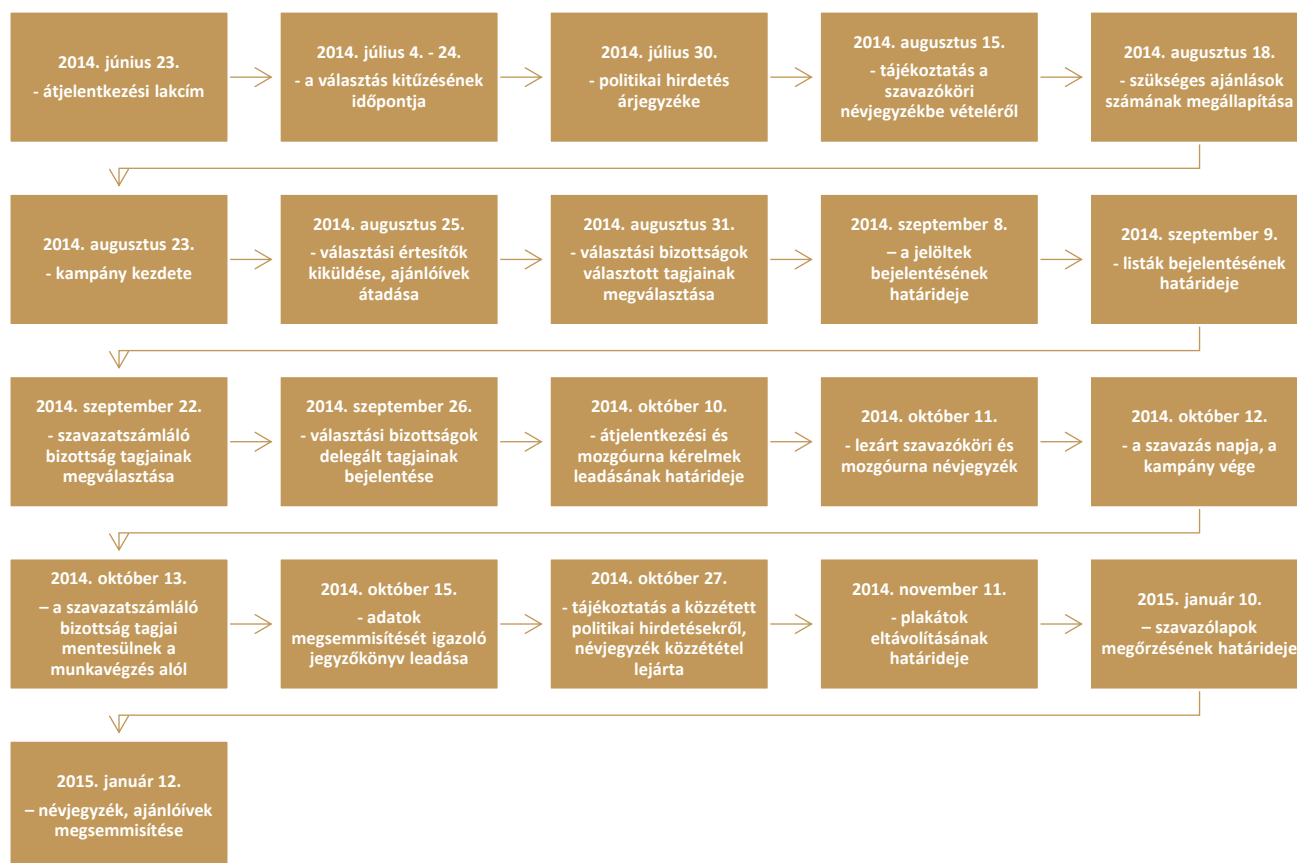 2014. június 23.
- átjelentkezési lakcím
2014. július 4. - 24.
- a választás kitűzésének
időpontja
2014. július 30.
- politikai hirdetés
árjegyzéke
2014. augusztus 15.
- tájékoztatás a
szavazóköri
névjegyzékbe vételéről
2014. augusztus 18.
- szükséges ajánlások
számának megállapítása
2014. augusztus 23.
- kampány kezdete
2014. augusztus 25.
- választási értesítők
kiküldése, ajánlóívek
átadása
2014. augusztus 31.
- választási bizottságok
választott tagjainak
megválasztása
2014. szeptember 8.
– a jelöltek
bejelentésének
határideje
2014. szeptember 9.
- listák bejelentésének
határideje
2014. szeptember 22.
- szavazatszámláló
bizottság tagjainak
megválasztása
2014. szeptember 26.
- választási bizottságok
delegált tagjainak
bejelentése
2014. október 10.
- átjelentkezési és
mozgóurna kérelmek
leadásának határideje
2014. október 11.
- lezárt szavazóköri és
mozgóurna névjegyzék
2014. október 12.
- a szavazás napja, a
kampány vége
2014. október 13.
– a szavazatszámláló
bizottság tagjai
mentesülnek a
munkavégzés alól
2014. október 15.
- adatok
megsemmisítését igazoló
jegyzőkönyv leadása
2014. október 27.
- tájékoztatás a közzétett
politikai hirdetésekről,
névjegyzék közzététel
lejárta
2014. november 11.
- plakátok
eltávolításának
határideje
2015. január 10.
– szavazólapok
megőrzésének határideje
2015. január 12.
– névjegyzék, ajánlóívek
megsemmisítése